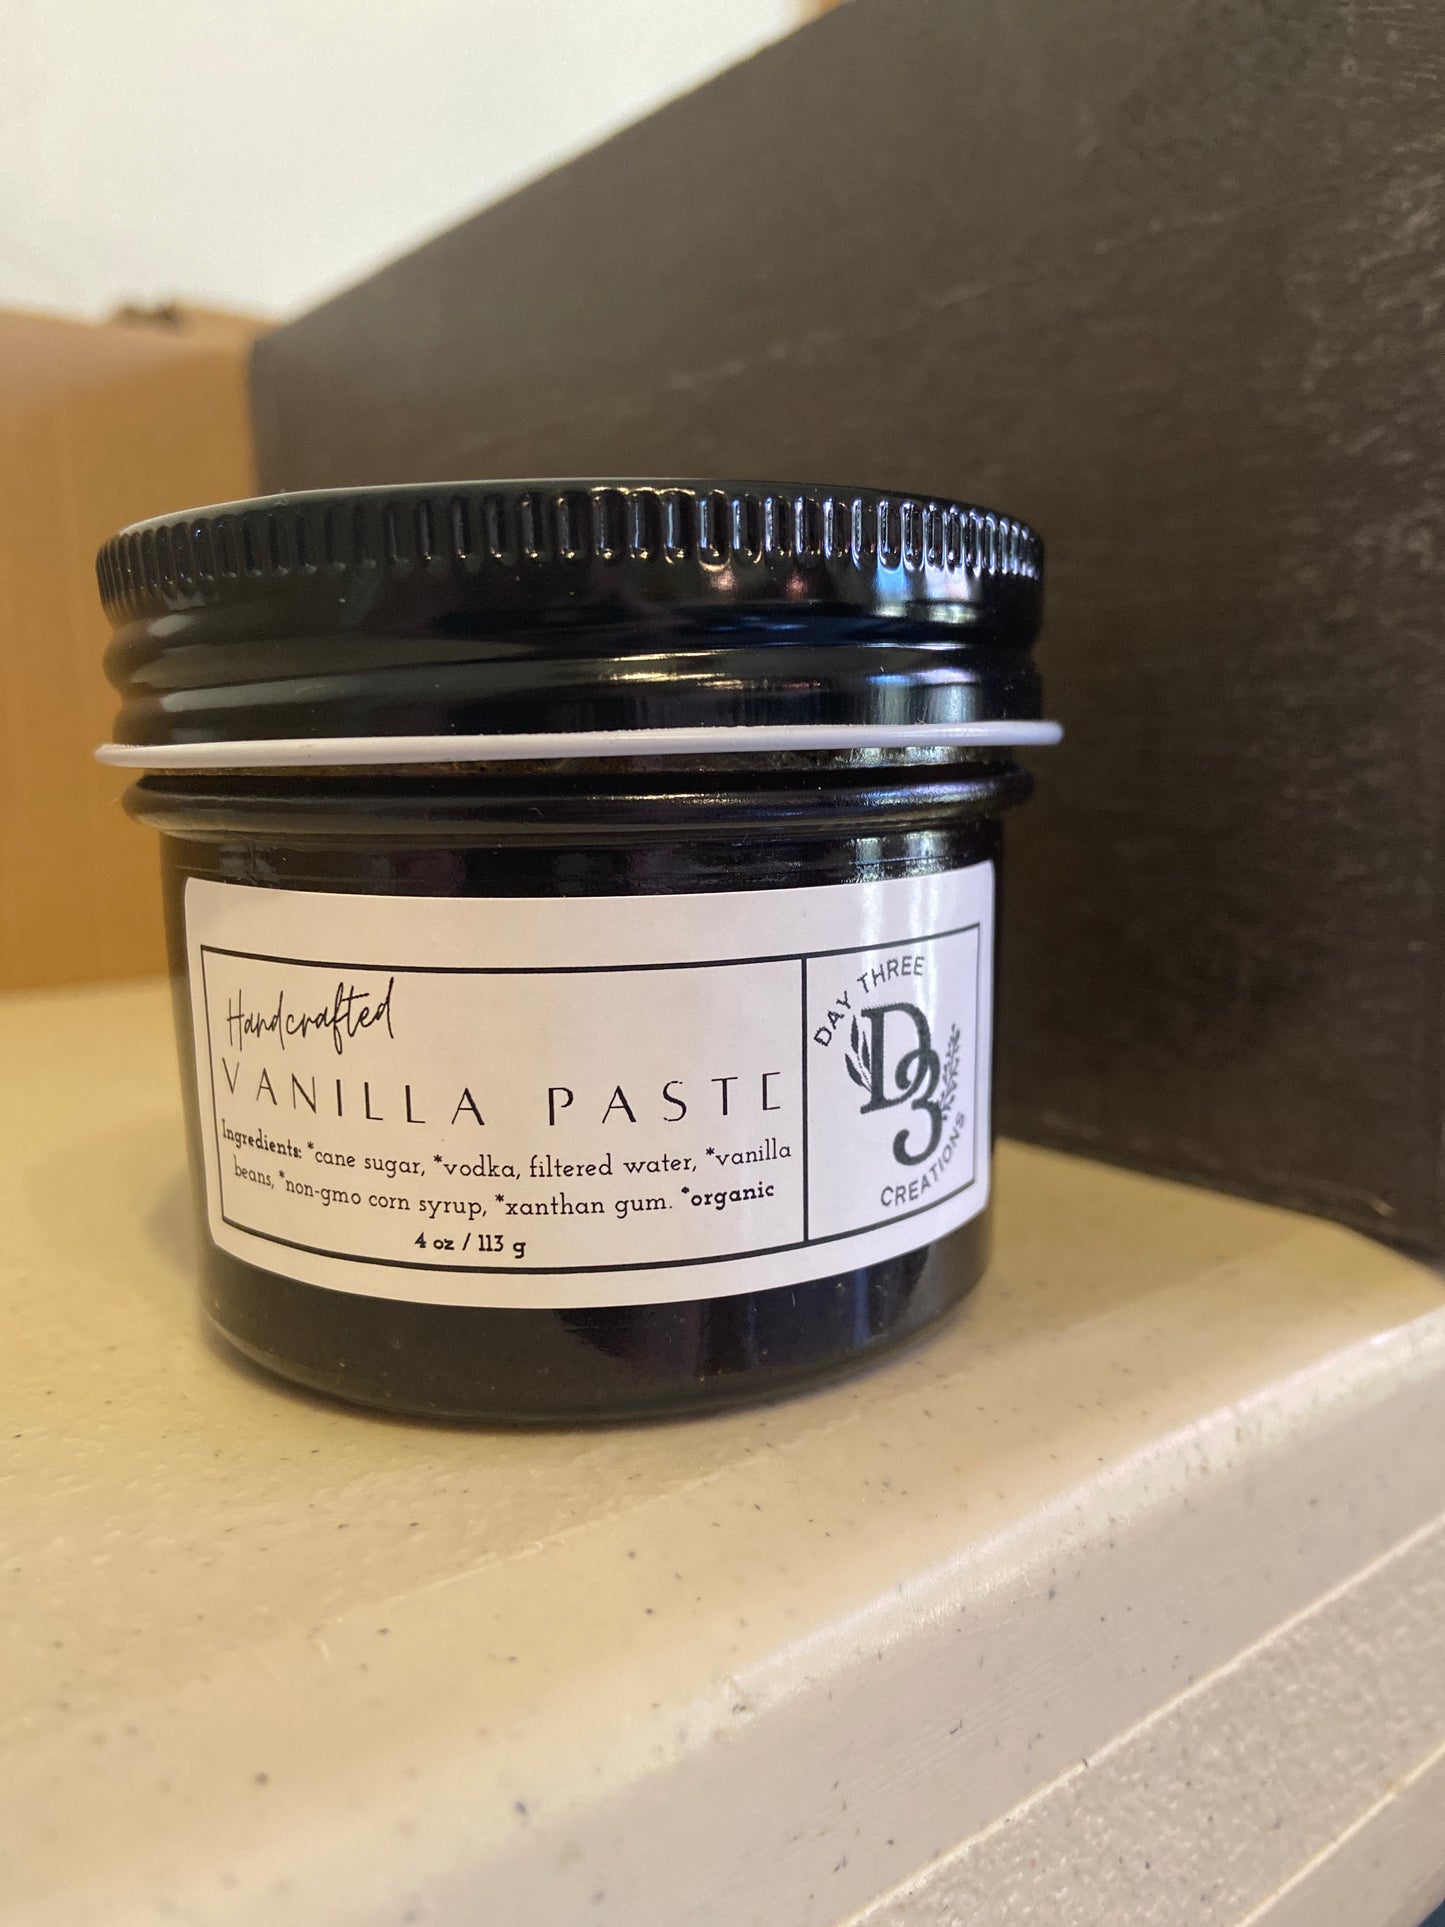 Handcrafted
VANILLA PASTE
Ingredients: *cane sugar, *vodka, filtered water, *vanilla
beans, *non-gmo corn syrup, *xanthan gum. *organic
4 oz / 113 g
DAY THREE
D3
CREATIONS